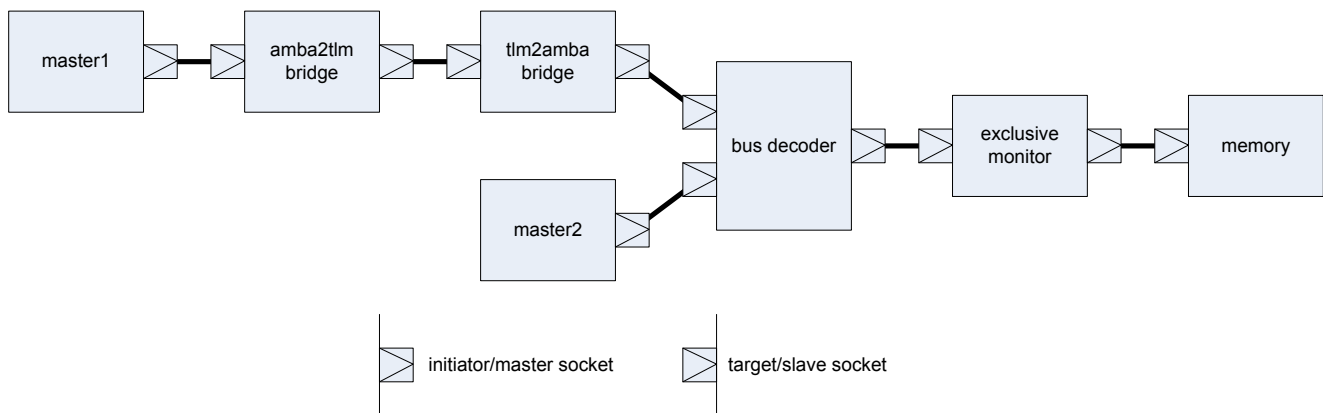 master1
amba2tlm
bridge
tlm2amba
bridge
bus decoder
exclusive
monitor
memory
master2
initiator/master socket
target/slave socket